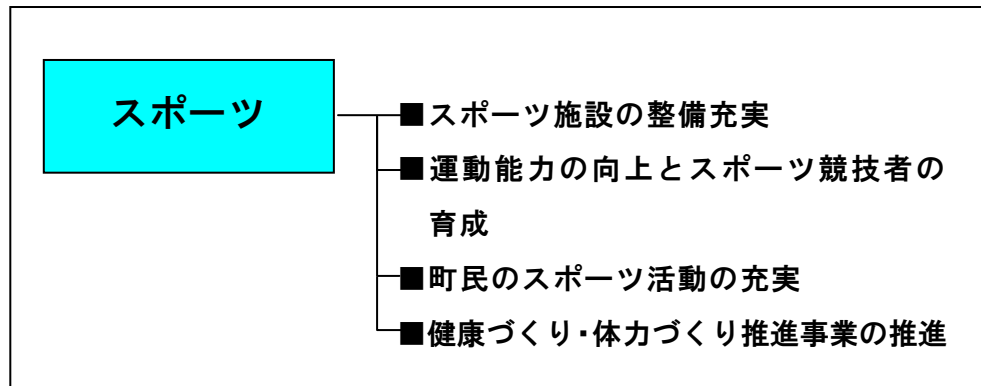 スポーツ
■スポーツ施設の整備充実
■運動能力の向上とスポーツ競技者の
育成
■町民のスポーツ活動の充実
■健康づくり・体力づくり推進事業の推進